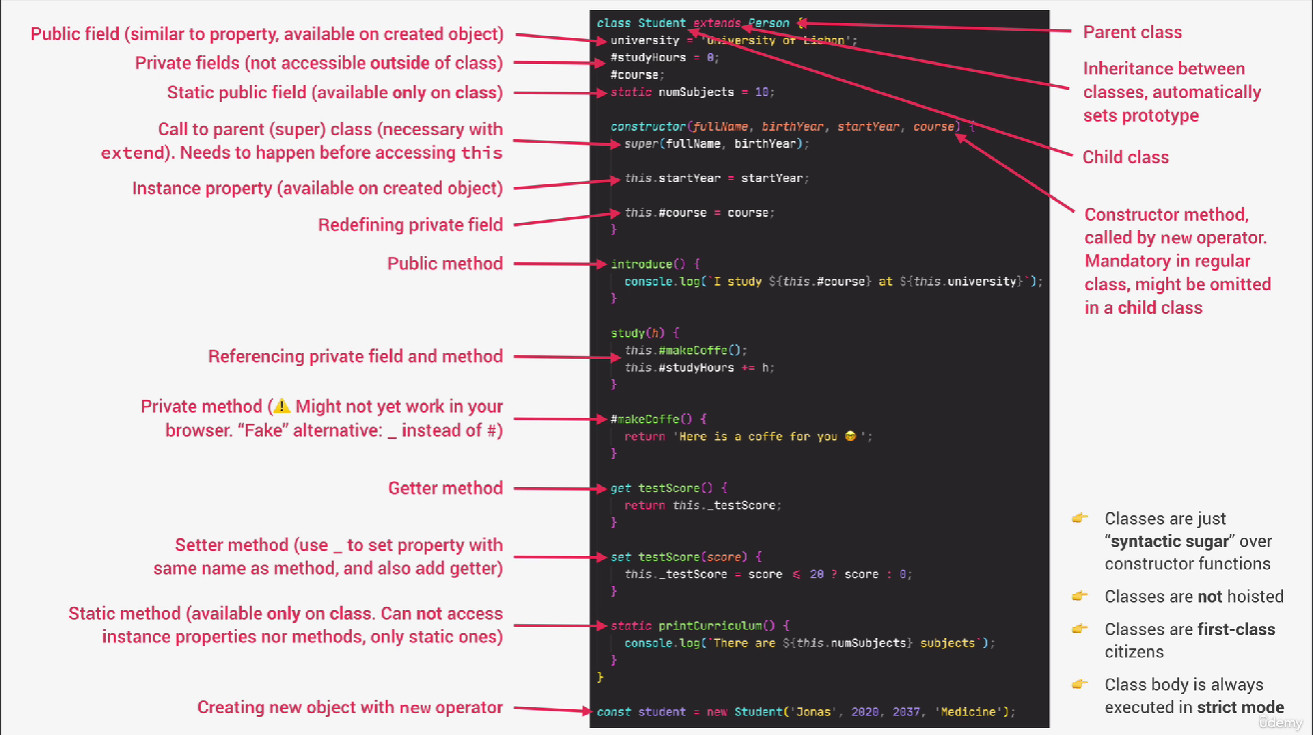 Public field (similar to property, available on created object)
Private fields (not accessible outside of class)
Static public field (available only on class)
Call to parent (super) class (necessary with
extend). Needs to happen before accessing this
Instance property (available on created object)
Redefining private field
Public method
Referencing private field and method
Private method (⚠️ Might not yet work in your
browser. “Fake” alternative: _ instead of #)
Getter method
Setter method (use _ to set property with
same name as method, and also add getter)
Static method (available only on class. Can not access
instance properties nor methods, only static ones)
Creating new object with new operator
class Student extends Person {
university = 'University of Lisbon';
#studyHours = 0;
#course;
static numSubjects = 10;
constructor(fullName, birthYear, startYear, course) {
super(fullName, birthYear);
this.startYear = startYear;
this.#course = course;
}
introduce() {
console.log(`I study ${this.#course} at ${this.university}`);
}
study(h) {
this.#makeCoffe();
this.#studyHours += h;
}
#makeCoffe() {
return 'Here is a coffe for you 🤓';
}
get testScore() {
return this._testScore;
}
set testScore(score) {
this._testScore = score ≤ 20 ? score : 0;
}
static printCurriculum() {
console.log(`There are ${this.numSubjects} subjects`);
}
}
const student = new Student('Jonas', 2020, 2037, 'Medicine');
Parent class
Inheritance between
classes, automatically
sets prototype
Child class
Constructor method,
called by new operator.
Mandatory in regular
class, might be omitted
in a child class
👉 Classes are just
“syntactic sugar” over
constructor functions
👉 Classes are not hoisted
👉 Classes are first-class
citizens
👉 Class body is always
executed in strict mode
ûdemy